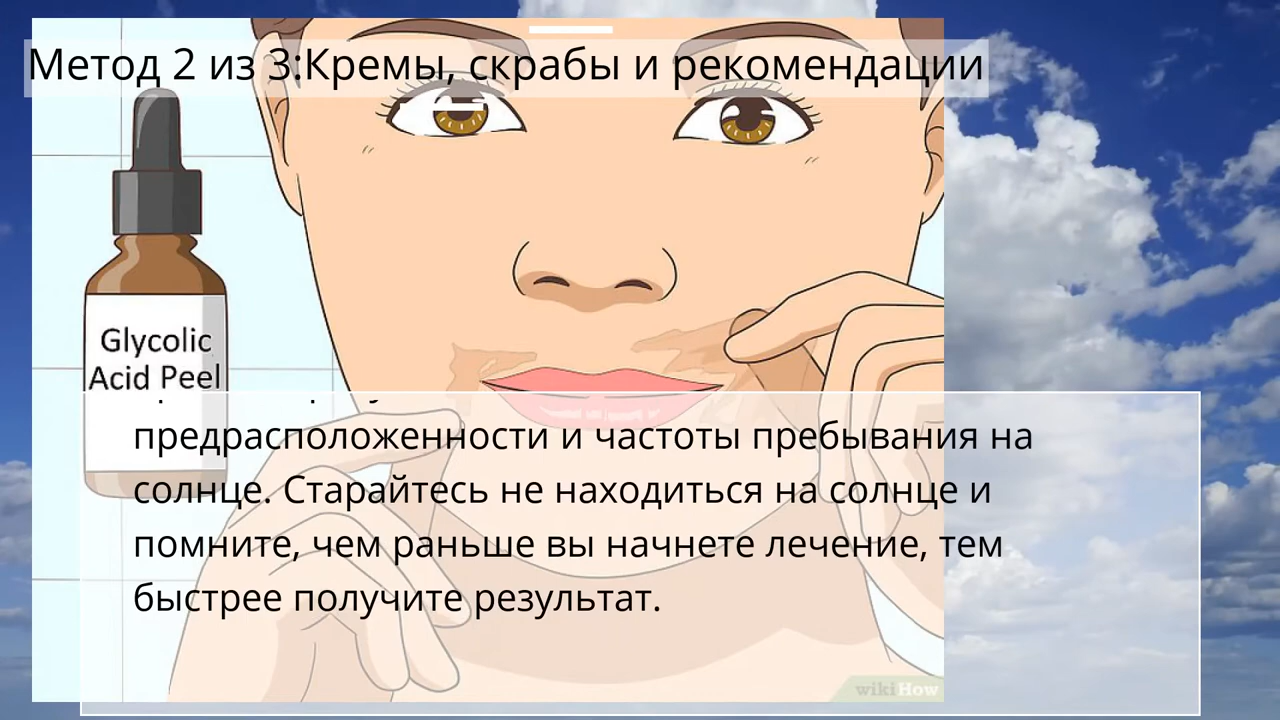 Метод 2 из 3:Кремы, скрабы и рекомендации
Glycolic
Acid Peel
предрасположенности и частоты пребывания на
солнце. Старайтесь не находиться на солнце и
помните, чем раньше вы начнете лечение, тем
быстрее получите результат.
wikiHow